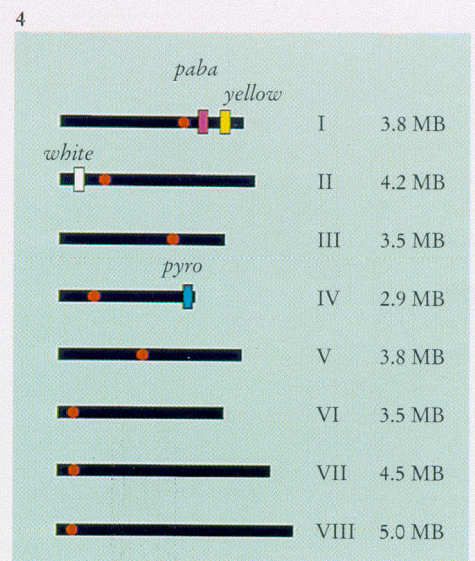 4
paba
yellow
I 3.8 MB
white
II 4.2 MB
III 3.5 MB
pyro
IV 2.9 MB
V 3.8 MB
VI 3.5 MB
VII 4.5 MB
VIII 5.0 MB